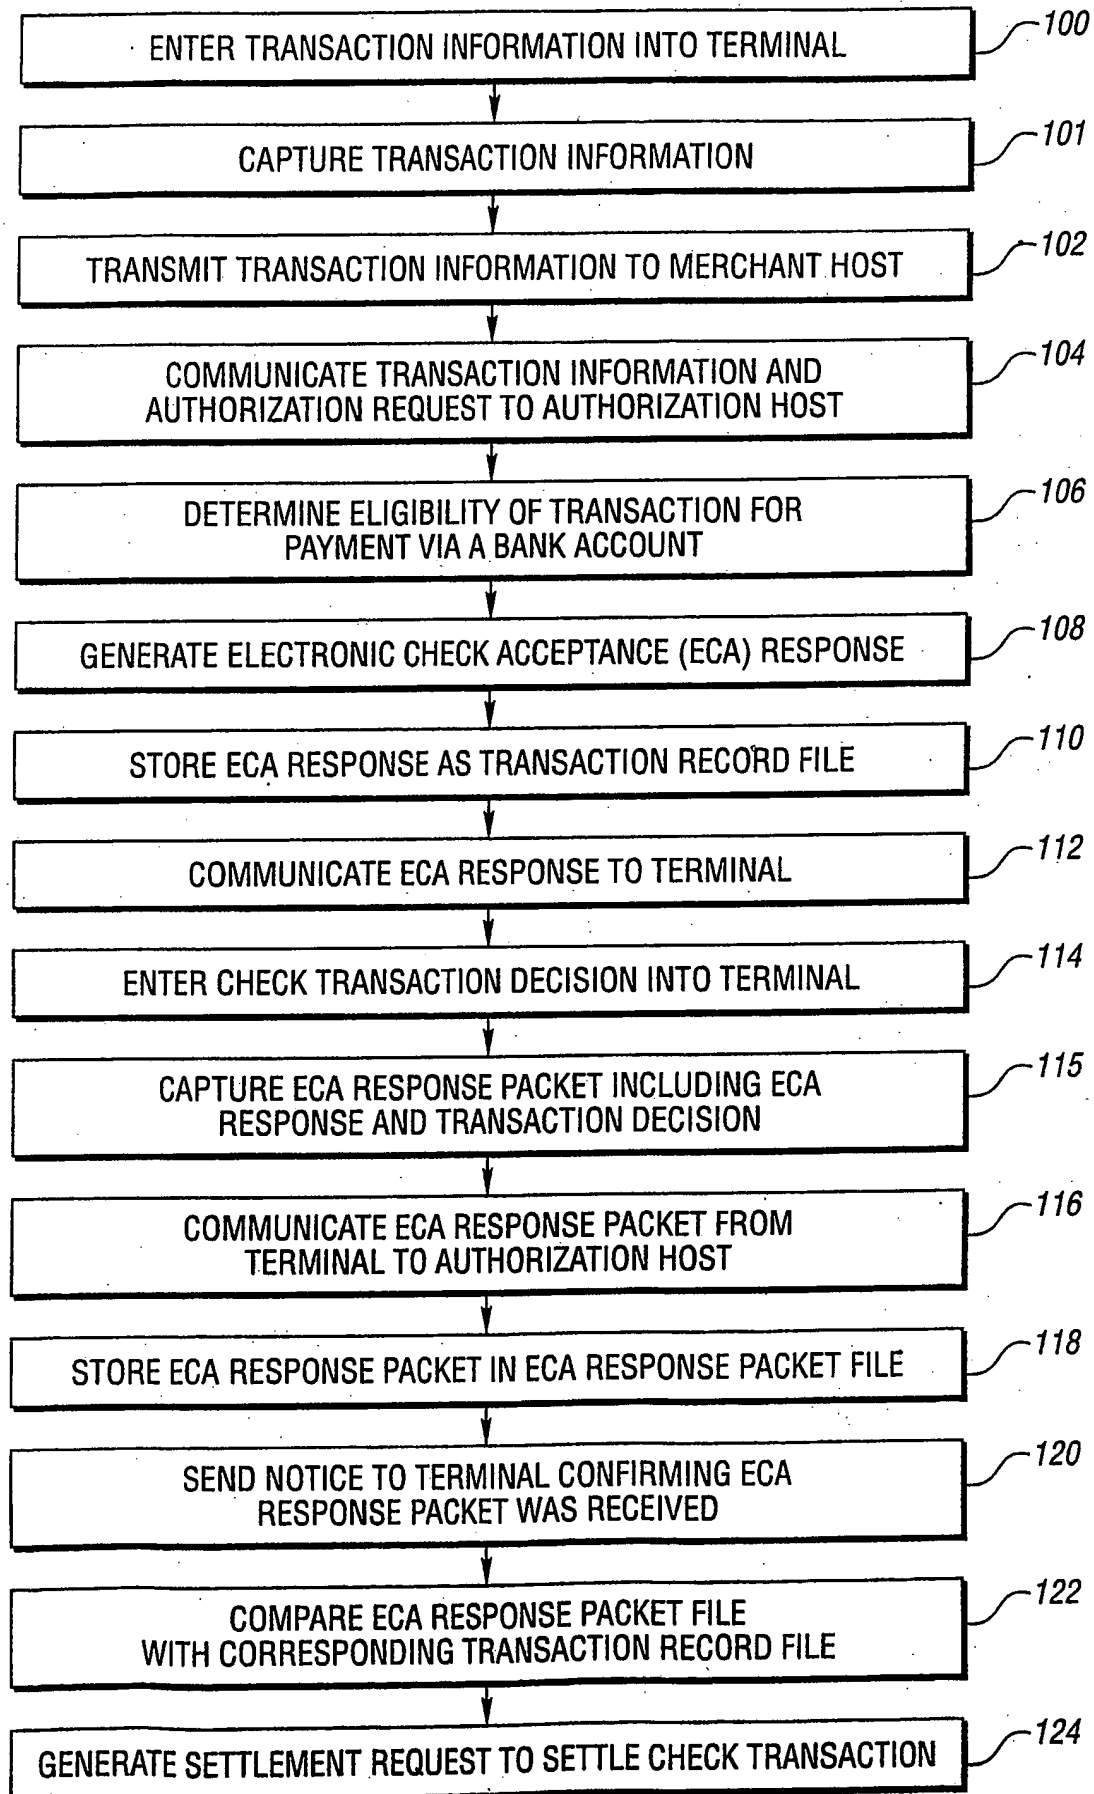 ENTER TRANSACTION INFORMATION INTO TERMINAL
100
CAPTURE TRANSACTION INFORMATION
101
TRANSMIT TRANSACTION INFORMATION TO MERCHANT HOST
102
COMMUNICATE TRANSACTION INFORMATION AND
AUTHORIZATION REQUEST TO AUTHORIZATION HOST
104
DETERMINE ELIGIBILITY OF TRANSACTION FOR
PAYMENT VIA A BANK ACCOUNT
106
GENERATE ELECTRONIC CHECK ACCEPTANCE (ECA) RESPONSE
108
STORE ECA RESPONSE AS TRANSACTION RECORD FILE
110
COMMUNICATE ECA RESPONSE TO TERMINAL
112
ENTER CHECK TRANSACTION DECISION INTO TERMINAL
114
CAPTURE ECA RESPONSE PACKET INCLUDING ECA
RESPONSE AND TRANSACTION DECISION
115
COMMUNICATE ECA RESPONSE PACKET FROM
TERMINAL TO AUTHORIZATION HOST
116
STORE ECA RESPONSE PACKET IN ECA RESPONSE PACKET FILE
118
SEND NOTICE TO TERMINAL CONFIRMING ECA
RESPONSE PACKET WAS RECEIVED
120
COMPARE ECA RESPONSE PACKET FILE
WITH CORRESPONDING TRANSACTION RECORD FILE
122
GENERATE SETTLEMENT REQUEST TO SETTLE CHECK TRANSACTION
124